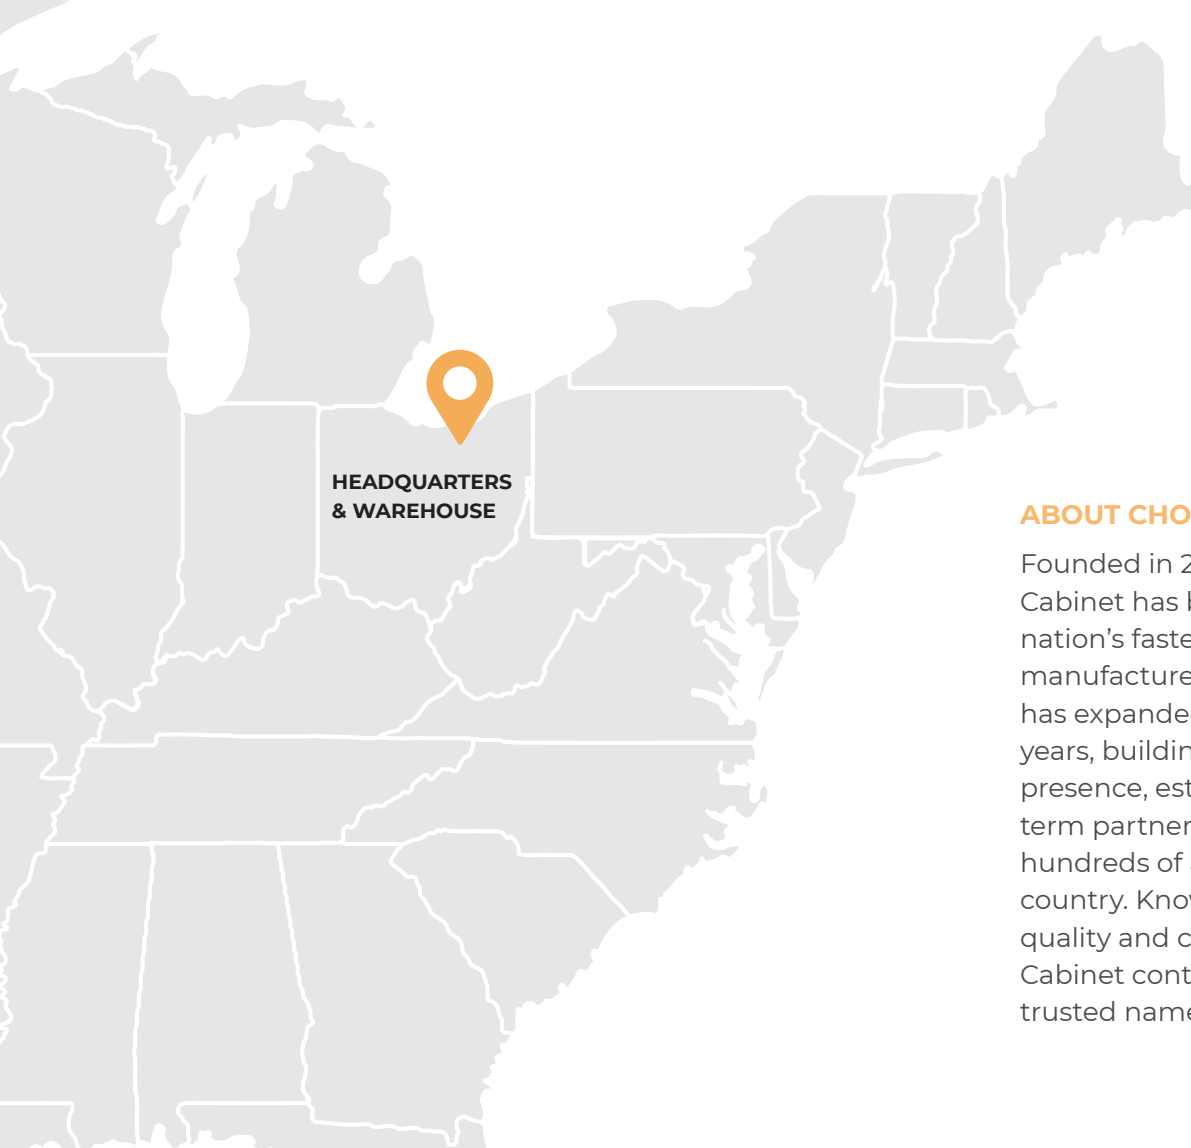 HEADQUARTERS
& WAREHOUSE
ABOUT CHO
Founded in 2
Cabinet has
nation’s faste
manufacture
has expande
years, buildin
presence, est
term partner
hundreds of
country. Know
quality and c
Cabinet cont
trusted name